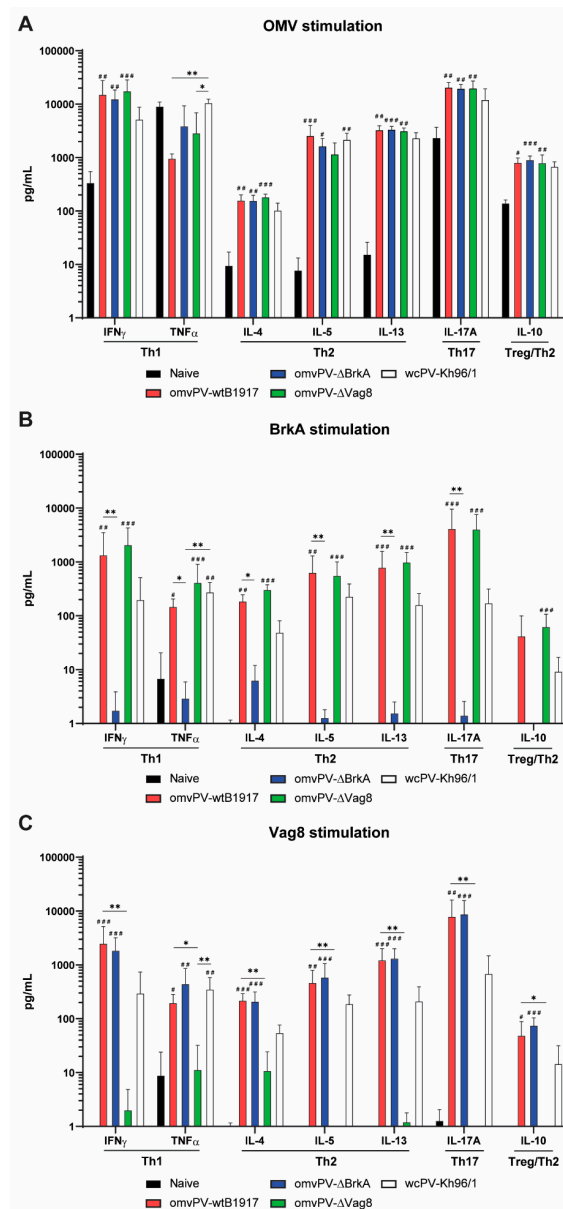 A
OMV stimulation
100000
## ## ###
** *
## ## ###
### # ##
## ### ##
## ## ##
# ### ##
10000
1000
100
10
1
pg/mL
IFNγ TNFα IL-4 IL-5 IL-13 IL-17A IL-10
Th1 Th2 Th17 Treg/Th2
Naive omvPV-ΔBrkA wcPV-Kh96/1
omvPV-wtB1917 omvPV-ΔVag8
B
BrkA stimulation
100000
10000
1000
100
10
1
pg/mL
** ## ###
* ** # ### ##
* ## ###
** ## ###
** ### ###
** ### ###
###
IFNγ TNFα IL-4 IL-5 IL-13 IL-17A IL-10
Th1 Th2 Th17 Treg/Th2
Naive omvPV-ΔBrkA wcPV-Kh96/1
omvPV-wtB1917 omvPV-ΔVag8
C
Vag8 stimulation
100000
10000
1000
100
10
1
pg/mL
** ### ###
* ** # ## ##
** ### ###
** ## ###
** ### ###
** ## ###
* # ###
IFNγ TNFα IL-4 IL-5 IL-13 IL-17A IL-10
Th1 Th2 Th17 Treg/Th2
Naive omvPV-ΔBrkA wcPV-Kh96/1
omvPV-wtB1917 omvPV-ΔVag8